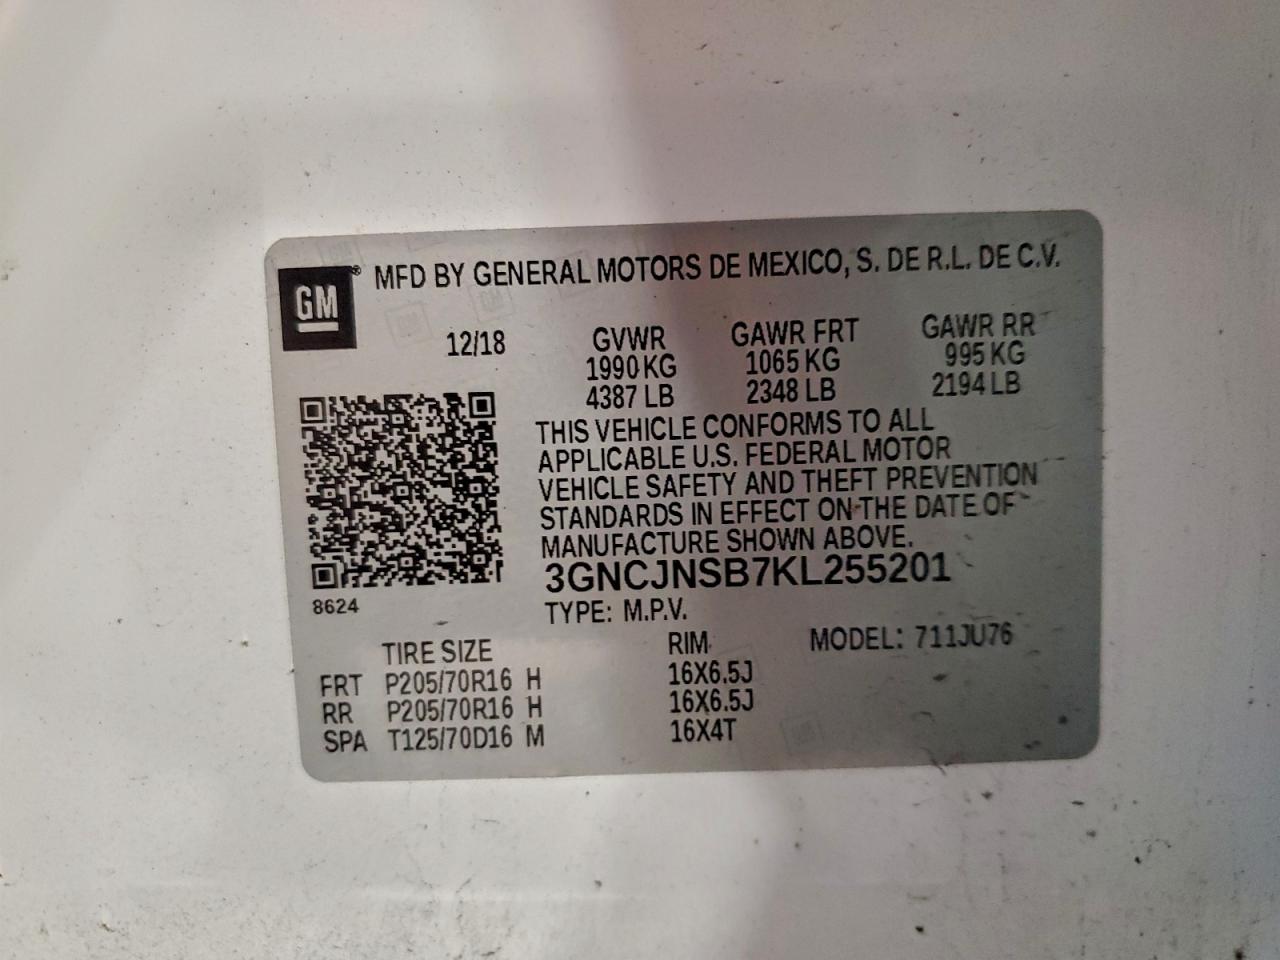 GM® MFD BY GENERAL MOTORS DE MEXICO, S. DE R.L. DE C.V.
12/18 GVWR GAWR FRT GAWR RR
1990 KG 1065 KG 995 KG
4387 LB 2348 LB 2194 LB
THIS VEHICLE CONFORMS TO ALL
APPLICABLE U.S. FEDERAL MOTOR
VEHICLE SAFETY AND THEFT PREVENTION
STANDARDS IN EFFECT ON THE DATE OF
MANUFACTURE SHOWN ABOVE.
3GNCJNSB7KL255201
8624
TYPE: M.P.V.
TIRE SIZE RIM MODEL: 711JU76
FRT P205/70R16 H 16X6.5J
RR P205/70R16 H 16X6.5J
SPA T125/70D16 M 16X4T